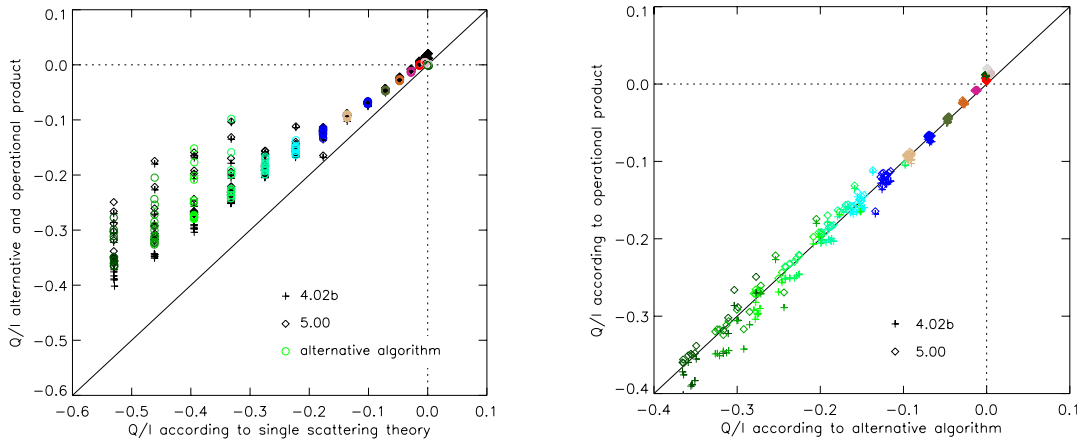 Q/I alternative and operational product
0.1
0.0
−0.1
−0.2
−0.3
−0.4
−0.5
−0.6
4.02b
5.00
alternative algorithm
−0.6 −0.5 −0.4 −0.3 −0.2 −0.1 0.0 0.1
Q/I according to single scattering theory
Q/I according to operational product
0.1
0.0
−0.1
−0.2
−0.3
−0.4
4.02b
5.00
−0.4 −0.3 −0.2 −0.1 0.0 0.1
Q/I according to alternative algorithm